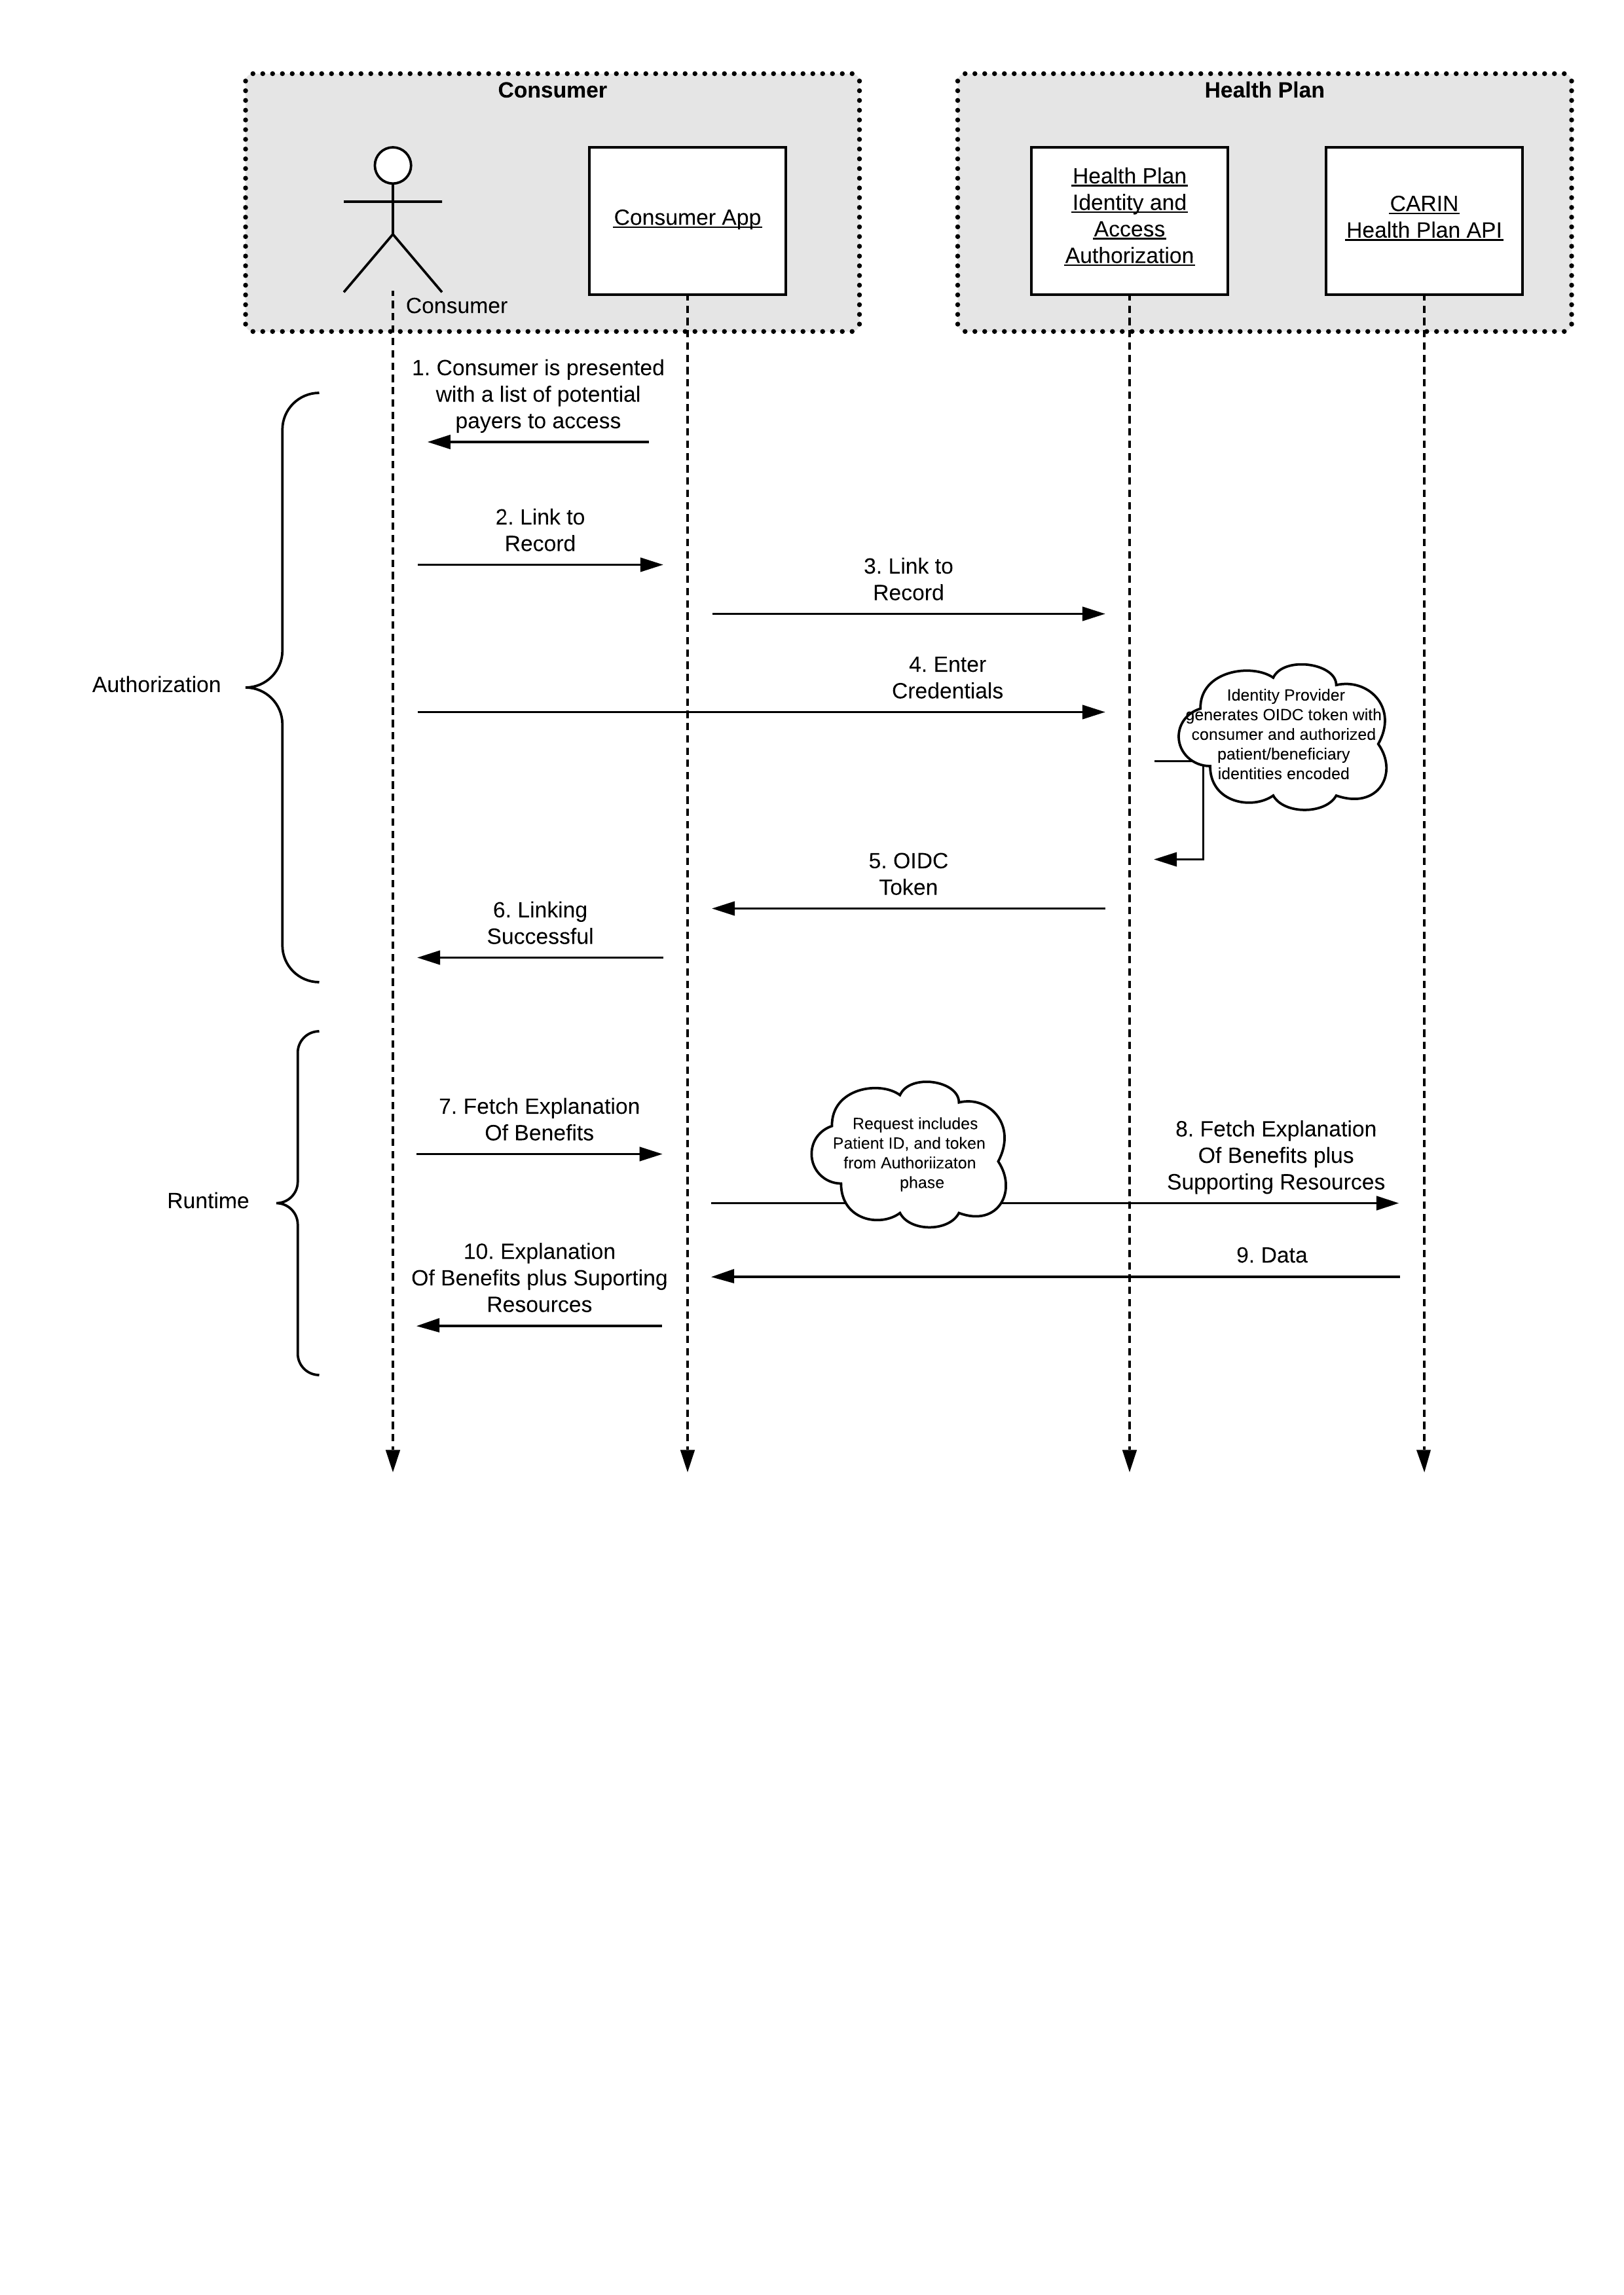 Consumer
Health Plan
Consumer App
Health Plan
Identity and
Access
Authorization
CARIN
Health Plan API
Consumer
1. Consumer is presented
with a list of potential
payers to access
2. Link to
Record
3. Link to
Record
4. Enter
Credentials
Authorization
Identity Provider
generates OIDC token with
consumer and authorized
patient/beneficiary
identities encoded
5. OIDC
Token
6. Linking
Successful
7. Fetch Explanation
Of Benefits
Request includes
Patient ID, and token
from Authoriizaton
phase
8. Fetch Explanation
Of Benefits plus
Supporting Resources
Runtime
9. Data
10. Explanation
Of Benefits plus Suporting
Resources